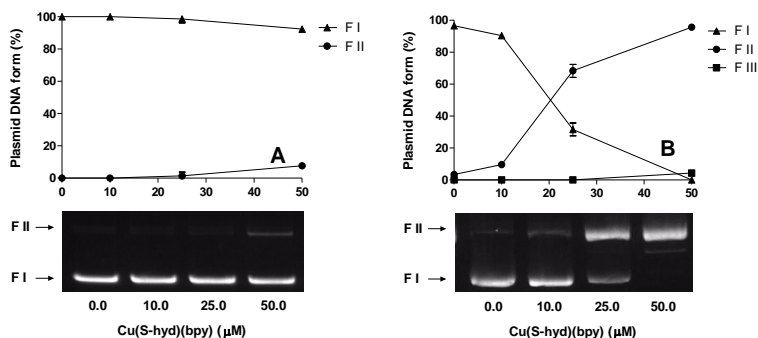 100
80
60
40
20
0
Plasmid DNA form (%)
F I
F II
A
0 10 20 30 40 50
F II
F I
0.0 10.0 25.0 50.0
Cu(S-hyd)(bpy) (μM)
100
80
60
40
20
0
Plasmid DNA form (%)
F I
F II
F III
B
0 10 20 30 40 50
F II
F I
0.0 10.0 25.0 50.0
Cu(S-hyd)(bpy) (μM)